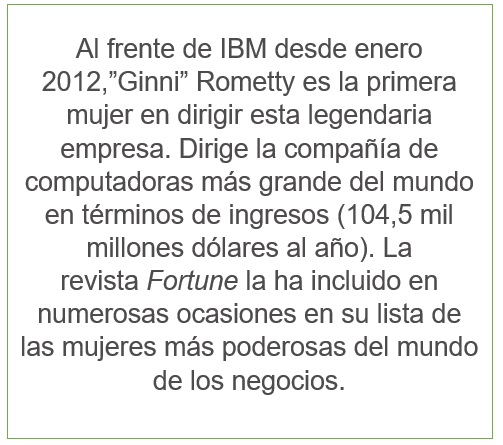 Al frente de IBM desde enero
2012,”Ginni” Rometty es la primera
mujer en dirigir esta legendaria
empresa. Dirige la compañía de
computadoras más grande del mundo
en términos de ingresos (104,5 mil
millones dólares al año). La
revista Fortune la ha incluido en
numerosas ocasiones en su lista de
las mujeres más poderosas del mundo
de los negocios.